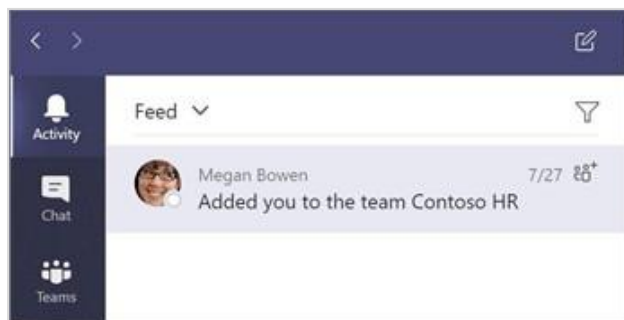 Activity
Chat
Teams
Feed
Megan Bowen 7/27
Added you to the team Contoso HR